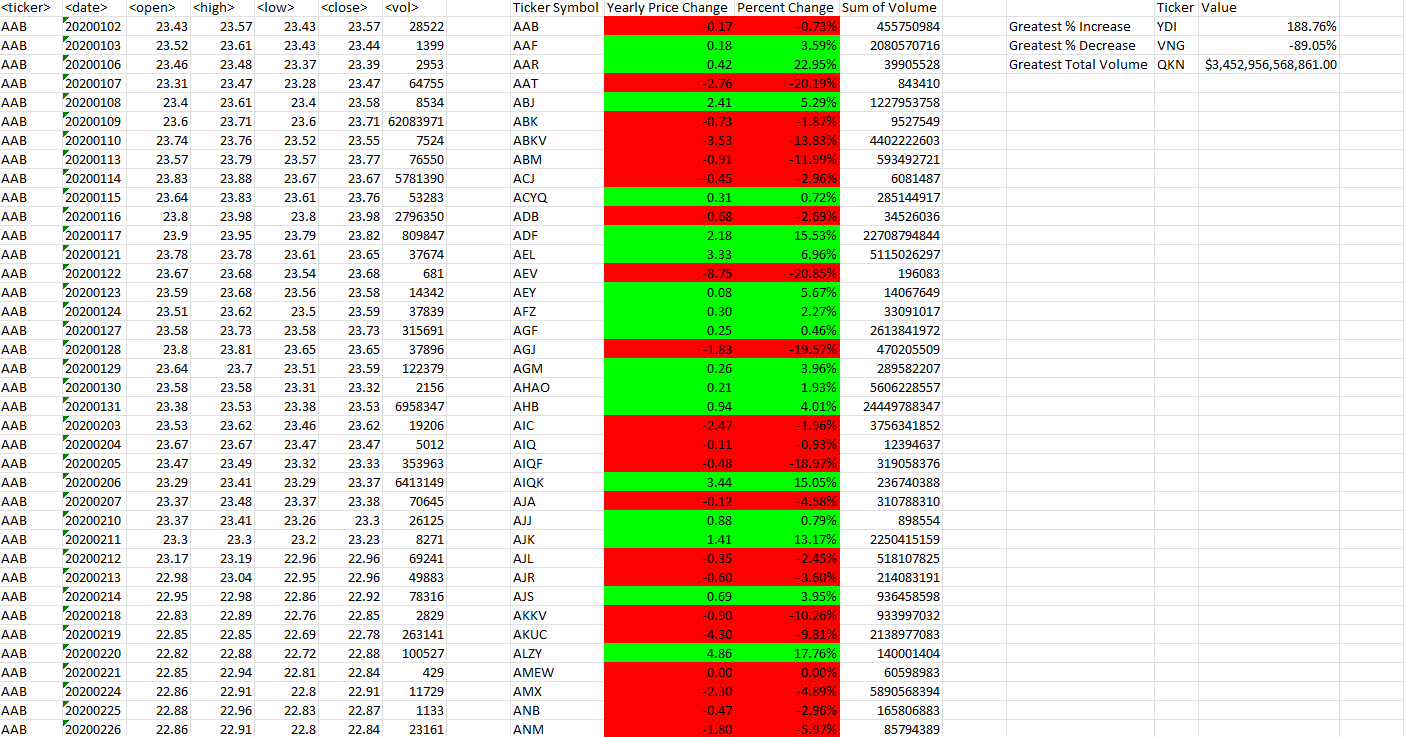 <ticker> <date> <open> <high> <low> <close> <vol> Ticker Symbol Yearly Price Change Percent Change Sum of Volume Ticker Value
AAB 20200102 23.43 23.57 23.43 23.57 28522 AAB -0.17 -0.73% 455750984 Greatest % Increase YDI 188.76%
AAB 20200103 23.52 23.61 23.43 23.44 1399 AAF 0.18 3.59% 2080570716 Greatest % Decrease VNG -89.05%
AAB 20200106 23.46 23.48 23.37 23.39 2953 AAR 0.42 22.95% 39905528 Greatest Total Volume QKN $3,452,956,568,861.00
AAB 20200107 23.31 23.47 23.28 23.47 64755 AAT -2.76 -20.19% 843410
AAB 20200108 23.4 23.61 23.4 23.58 8534 ABJ 2.41 5.29% 1227953758
AAB 20200109 23.6 23.71 23.6 23.71 62083971 ABK -0.73 -1.87% 9527549
AAB 20200110 23.74 23.76 23.52 23.55 7524 ABKV -3.53 -13.83% 4402222603
AAB 20200113 23.57 23.79 23.57 23.77 76550 ABM -0.91 -11.99% 593492721
AAB 20200114 23.83 23.88 23.67 23.67 5781390 ACJ -0.45 -2.96% 6081487
AAB 20200115 23.64 23.83 23.61 23.76 53283 ACYQ 0.31 0.72% 285144917
AAB 20200116 23.8 23.98 23.8 23.98 2796350 ADB -0.68 -2.69% 34526036
AAB 20200117 23.9 23.95 23.79 23.82 809847 ADF 2.18 15.53% 22708794844
AAB 20200121 23.78 23.78 23.61 23.65 37674 AEL 3.33 6.96% 5115026297
AAB 20200122 23.67 23.68 23.54 23.68 681 AEV -8.75 -20.85% 196083
AAB 20200123 23.59 23.68 23.56 23.58 14342 AEY 0.08 5.67% 14067649
AAB 20200124 23.51 23.62 23.5 23.59 37839 AFZ 0.30 2.27% 33091017
AAB 20200127 23.58 23.73 23.58 23.73 315691 AGF 0.25 0.46% 2613841972
AAB 20200128 23.8 23.81 23.65 23.65 37896 AGJ -1.83 -19.57% 470205509
AAB 20200129 23.64 23.7 23.51 23.59 122379 AGM 0.26 3.96% 289582207
AAB 20200130 23.58 23.58 23.31 23.32 2156 AHAO 0.21 1.93% 5606228557
AAB 20200131 23.38 23.53 23.38 23.53 6958347 AHB 0.94 4.01% 24449788347
AAB 20200203 23.53 23.62 23.46 23.62 19206 AIC -2.47 -1.96% 3756341852
AAB 20200204 23.67 23.67 23.47 23.47 5012 AIQ -0.11 -0.93% 12394637
AAB 20200205 23.47 23.49 23.32 23.33 353963 AIQF -0.48 -18.97% 319058376
AAB 20200206 23.29 23.41 23.29 23.37 6413149 AIQK 3.44 15.05% 236740388
AAB 20200207 23.37 23.48 23.37 23.38 70645 AJA -0.12 -4.58% 310788310
AAB 20200210 23.37 23.41 23.26 23.3 26125 AJJ 0.88 0.79% 898554
AAB 20200211 23.3 23.3 23.2 23.23 8271 AJK 1.41 13.17% 2250415159
AAB 20200212 23.17 23.19 22.96 22.96 69241 AJL -0.35 -2.45% 518107825
AAB 20200213 22.98 23.04 22.95 22.96 49883 AJR -0.60 -3.60% 214083191
AAB 20200214 22.95 22.98 22.86 22.92 78316 AJS 0.69 3.95% 936458598
AAB 20200218 22.83 22.89 22.76 22.85 2829 AKKV -0.90 -10.26% 933997032
AAB 20200219 22.85 22.85 22.69 22.78 263141 AKUC -4.30 -9.81% 2138977083
AAB 20200220 22.82 22.88 22.72 22.88 100527 ALZY 4.86 17.76% 140001404
AAB 20200221 22.85 22.94 22.81 22.84 429 AMEW 0.00 0.00% 60598983
AAB 20200224 22.86 22.91 22.8 22.91 11729 AMX -2.30 -4.89% 5890568394
AAB 20200225 22.88 22.96 22.83 22.87 1133 ANB -0.47 -2.96% 165806883
AAB 20200226 22.86 22.91 22.8 22.84 23161 ANM -1.80 -5.97% 85794389